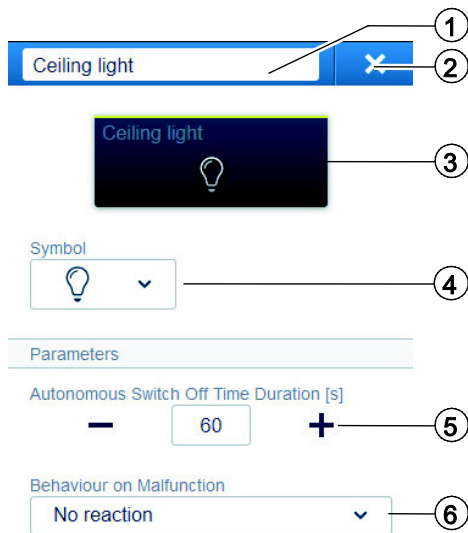 1
Ceiling light
2
Ceiling light
3
Symbol
4
Parameters
Autonomous Switch Off Time Duration [s]
60
5
Behaviour on Malfunction
No reaction
6